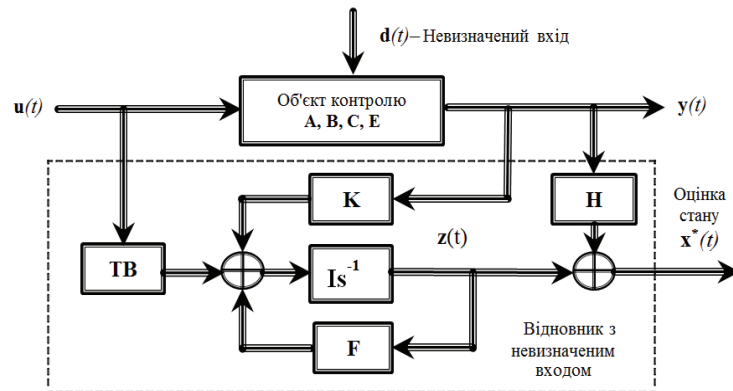 d(t)– Невизначений вхід
u(t)
Об'єкт контролю
A, B, C, E
y(t)
K
H
Оцінка
стану
x*(t)
TB
Is⁻¹
z(t)
F
Відновник з
невизначеним
входом